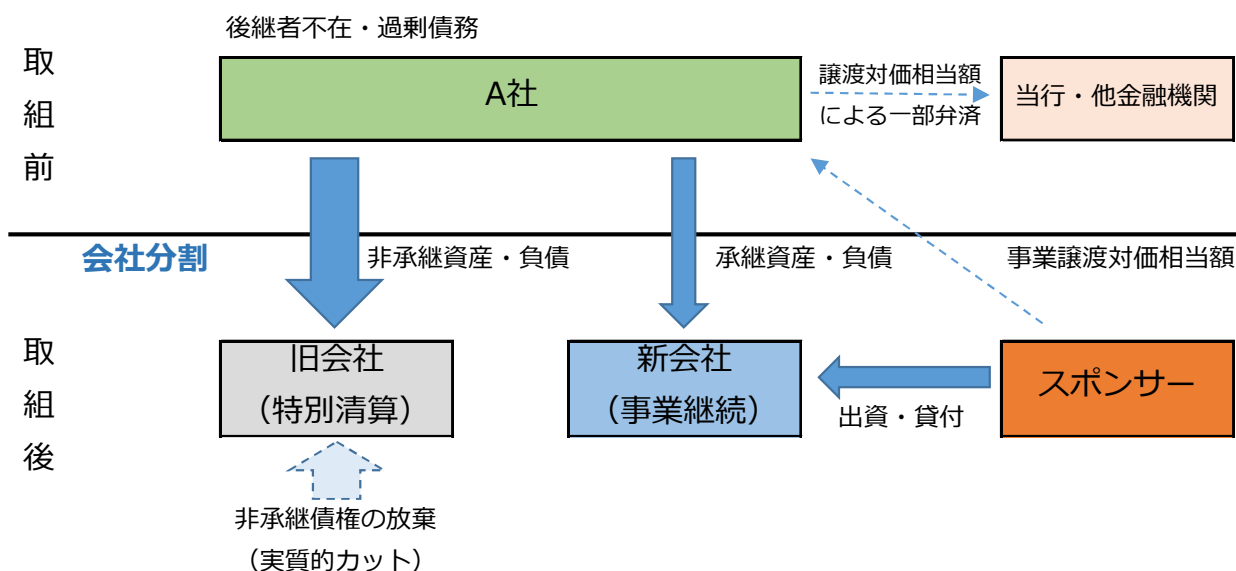 後継者不在・過剰債務
取組前
A社
譲渡対価相当額
による一部弁済
当行・他金融機関
会社分割
非承継資産・負債
承継資産・負債
事業譲渡対価相当額
取組後
旧会社
（特別清算）
新会社
（事業継続）
出資・貸付
スポンサー
非承継債権の放棄
（実質的カット）